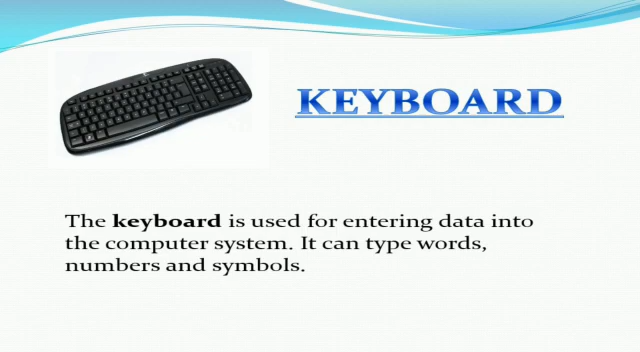 KEYBOARD
The keyboard is used for entering data into
the computer system. It can type words,
numbers and symbols.